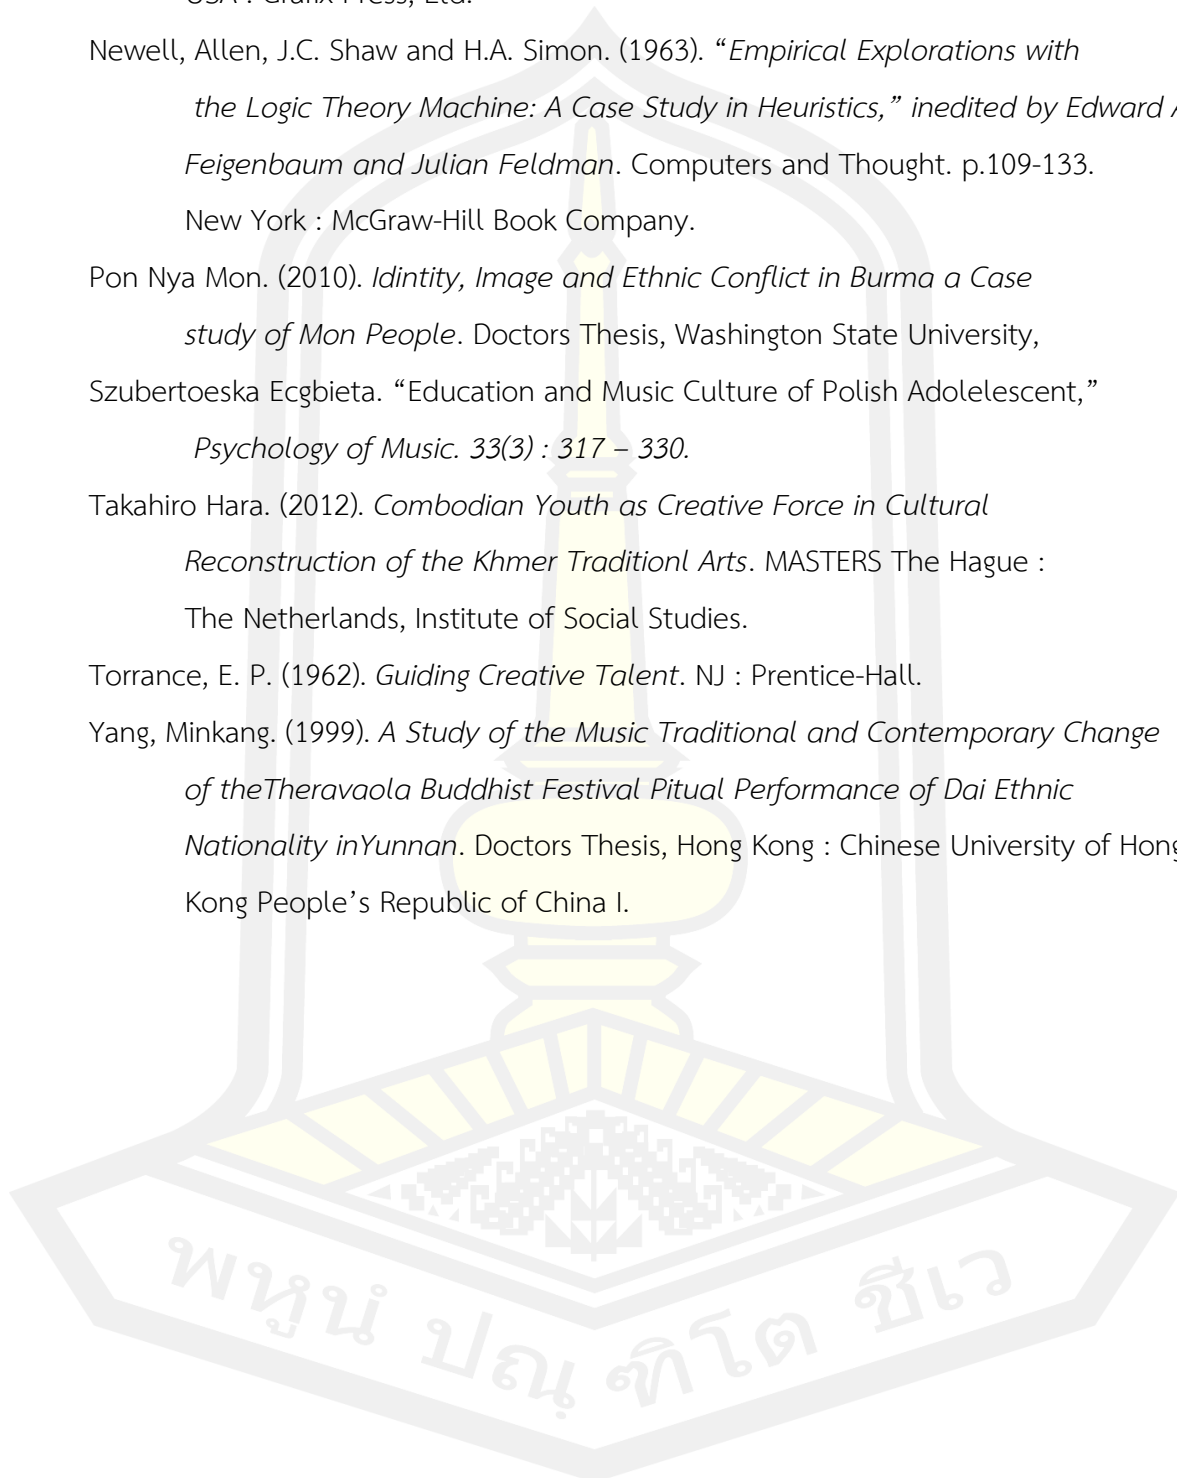 USA : Grafix Press, Ltd.
Newell, Allen, J.C. Shaw and H.A. Simon. (1963). “Empirical Explorations with
the Logic Theory Machine: A Case Study in Heuristics,” inedited by Edward A
Feigenbaum and Julian Feldman. Computers and Thought. p.109-133.
New York : McGraw-Hill Book Company.
Pon Nya Mon. (2010). Idintity, Image and Ethnic Conflict in Burma a Case
study of Mon People. Doctors Thesis, Washington State University,
Szubertoeska Ecgbieta. “Education and Music Culture of Polish Adolelescent,”
Psychology of Music. 33(3) : 317 – 330.
Takahiro Hara. (2012). Combodian Youth as Creative Force in Cultural
Reconstruction of the Khmer Traditionl Arts. MASTERS The Hague :
The Netherlands, Institute of Social Studies.
Torrance, E. P. (1962). Guiding Creative Talent. NJ : Prentice-Hall.
Yang, Minkang. (1999). A Study of the Music Traditional and Contemporary Change
of theTheravaola Buddhist Festival Pitual Performance of Dai Ethnic
Nationality inYunnan. Doctors Thesis, Hong Kong : Chinese University of Hong
Kong People’s Republic of China I.
พหูนํ ปณฺ ฑิโต ชีเว